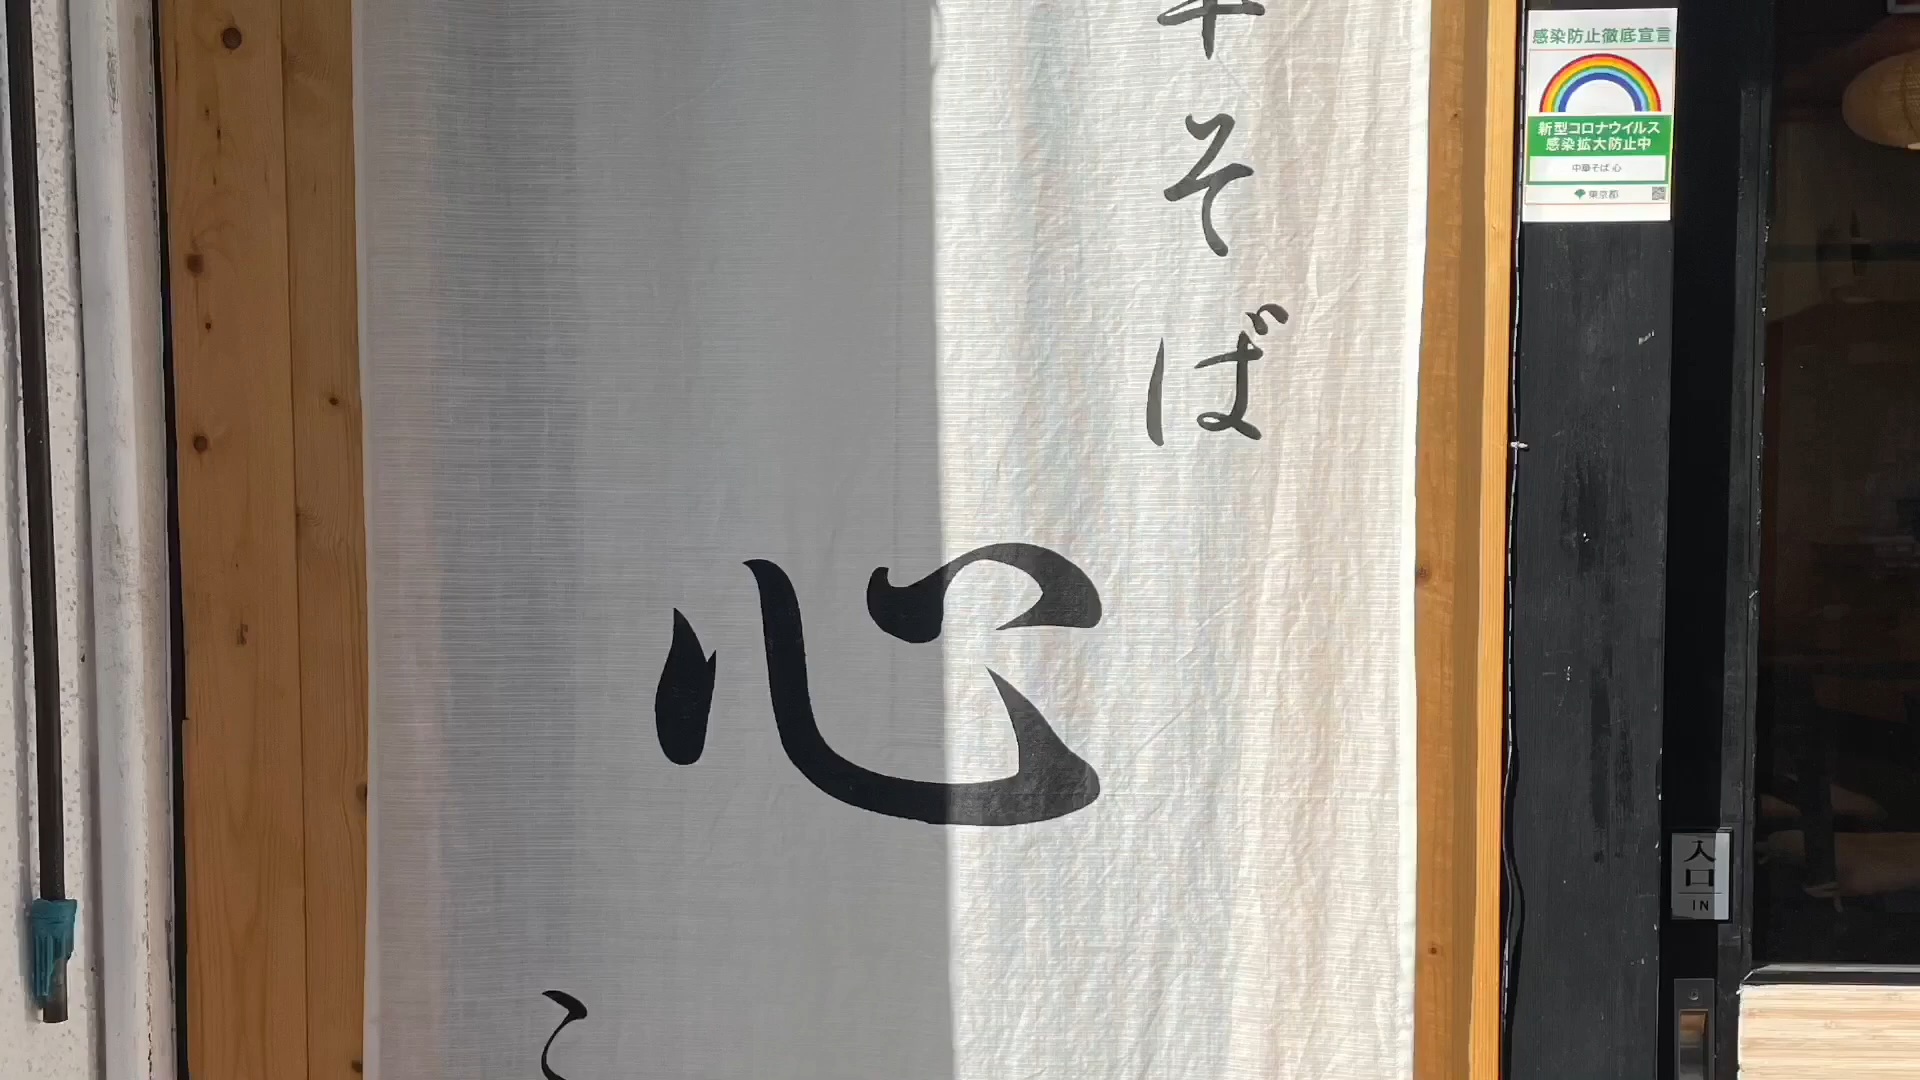 華そば
心
こ
感染防止徹底宣言
新型コロナウイルス
感染拡大防止中
中華そば 心
東京都
入口
IN